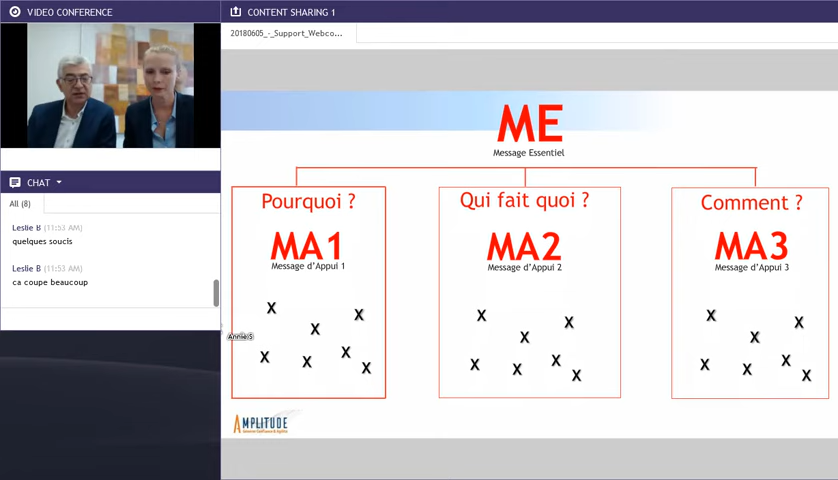 VIDEO CONFERENCE
CONTENT SHARING 1
20180605_-_Support_Webco...
CHAT
All (8)
Leslie B (11:53 AM)
quelques soucis
Leslie B (11:53 AM)
ca coupe beaucoup
ME
Message Essentiel
Pourquoi ?
MA1
Message d'Appui 1
X X X X X X X
Qui fait quoi ?
MA2
Message d'Appui 2
X X X X X X X
Comment ?
MA3
Message d'Appui 3
X X X X X X X
Annie S
AMPLITUDE